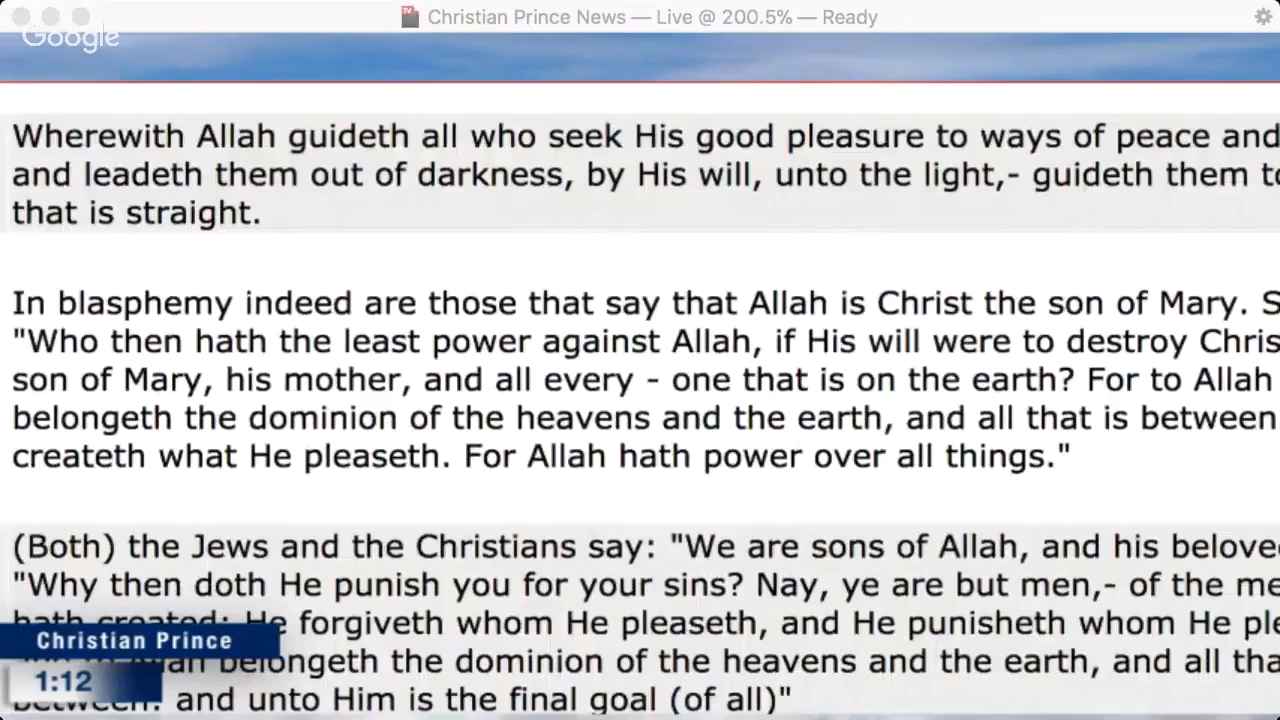 Christian Prince News — Live @ 200.5% — Ready
Google
Wherewith Allah guideth all who seek His good pleasure to ways of peace and
and leadeth them out of darkness, by His will, unto the light,- guideth them to
that is straight.
In blasphemy indeed are those that say that Allah is Christ the son of Mary. S
"Who then hath the least power against Allah, if His will were to destroy Chris
son of Mary, his mother, and all every - one that is on the earth? For to Allah
belongeth the dominion of the heavens and the earth, and all that is between
createth what He pleaseth. For Allah hath power over all things."
(Both) the Jews and the Christians say: "We are sons of Allah, and his belove
"Why then doth He punish you for your sins? Nay, ye are but men,- of the me
hath created: He forgiveth whom He pleaseth, and He punisheth whom He ple
Christian Prince
belongeth the dominion of the heavens and the earth, and all tha
1:12
between: and unto Him is the final goal (of all)"